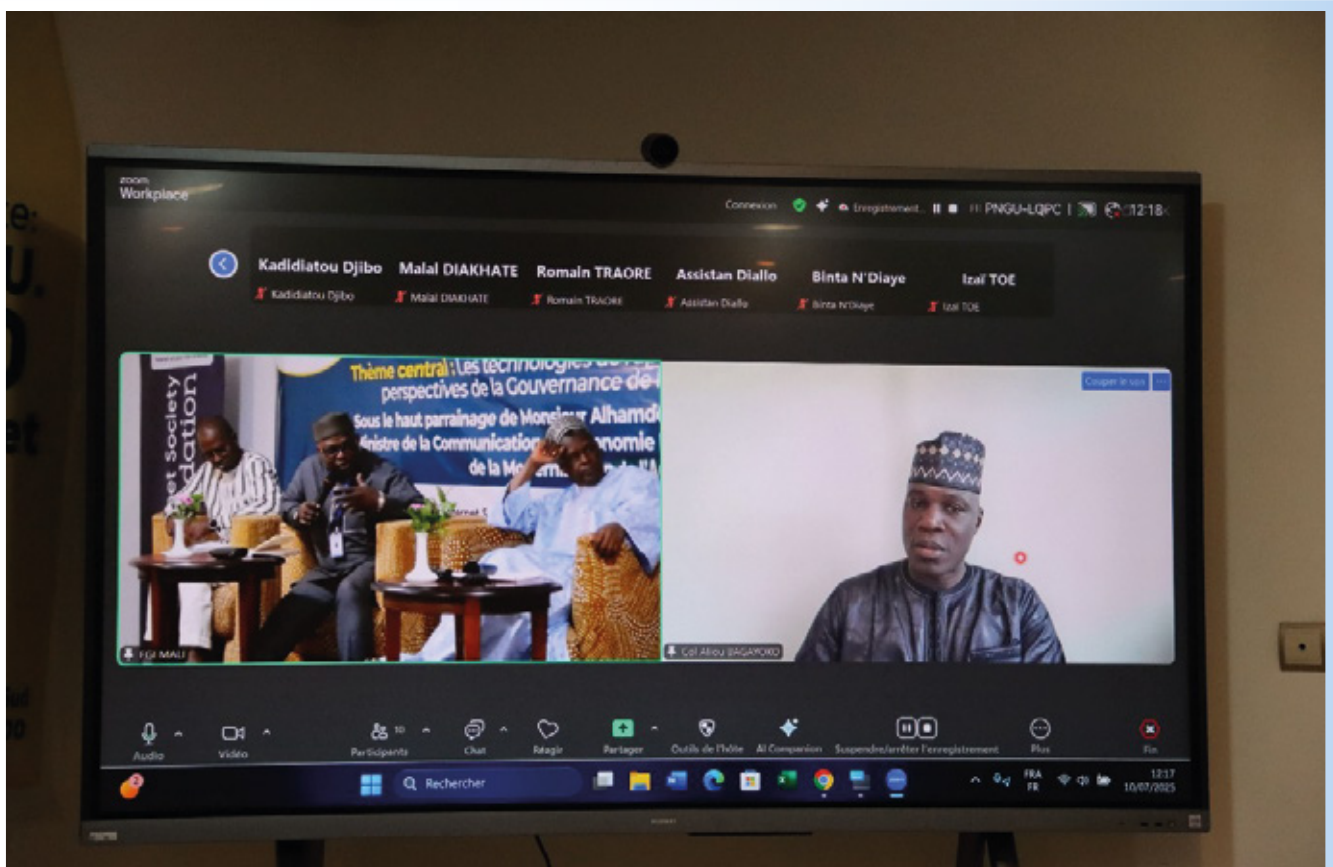 zoom
Workplace
Connexion
Enregistrement...
PNGU-LQPC
12:18
Kadidiatou Djibo
Malal DIAKHATE
Romain TRAORE
Assistan Diallo
Binta N'Diaye
Izaï TOE
Kadidiatou Djibo
Malal DIAKHATE
Romain TRAORE
Assistan Diallo
Binta N'Diaye
Izaï TOE
Society
dation
Thème central : Les technologies
perspectives de la Gouvernance de
Sous le haut parrainage de Monsieur Alhamd
Ministre de la Communication
nomie
de la
Couper le son
FGI MALI
Col Aliou BAGAYOKO
Audio
Vidéo
Participants
10
Chat
Réagir
Partager
Outils de l'hôte
AI Companion
Suspendre/arrêter l'enregistrement
Plus
Fin
2
Rechercher
FRA
FR
12:17
10/07/2025